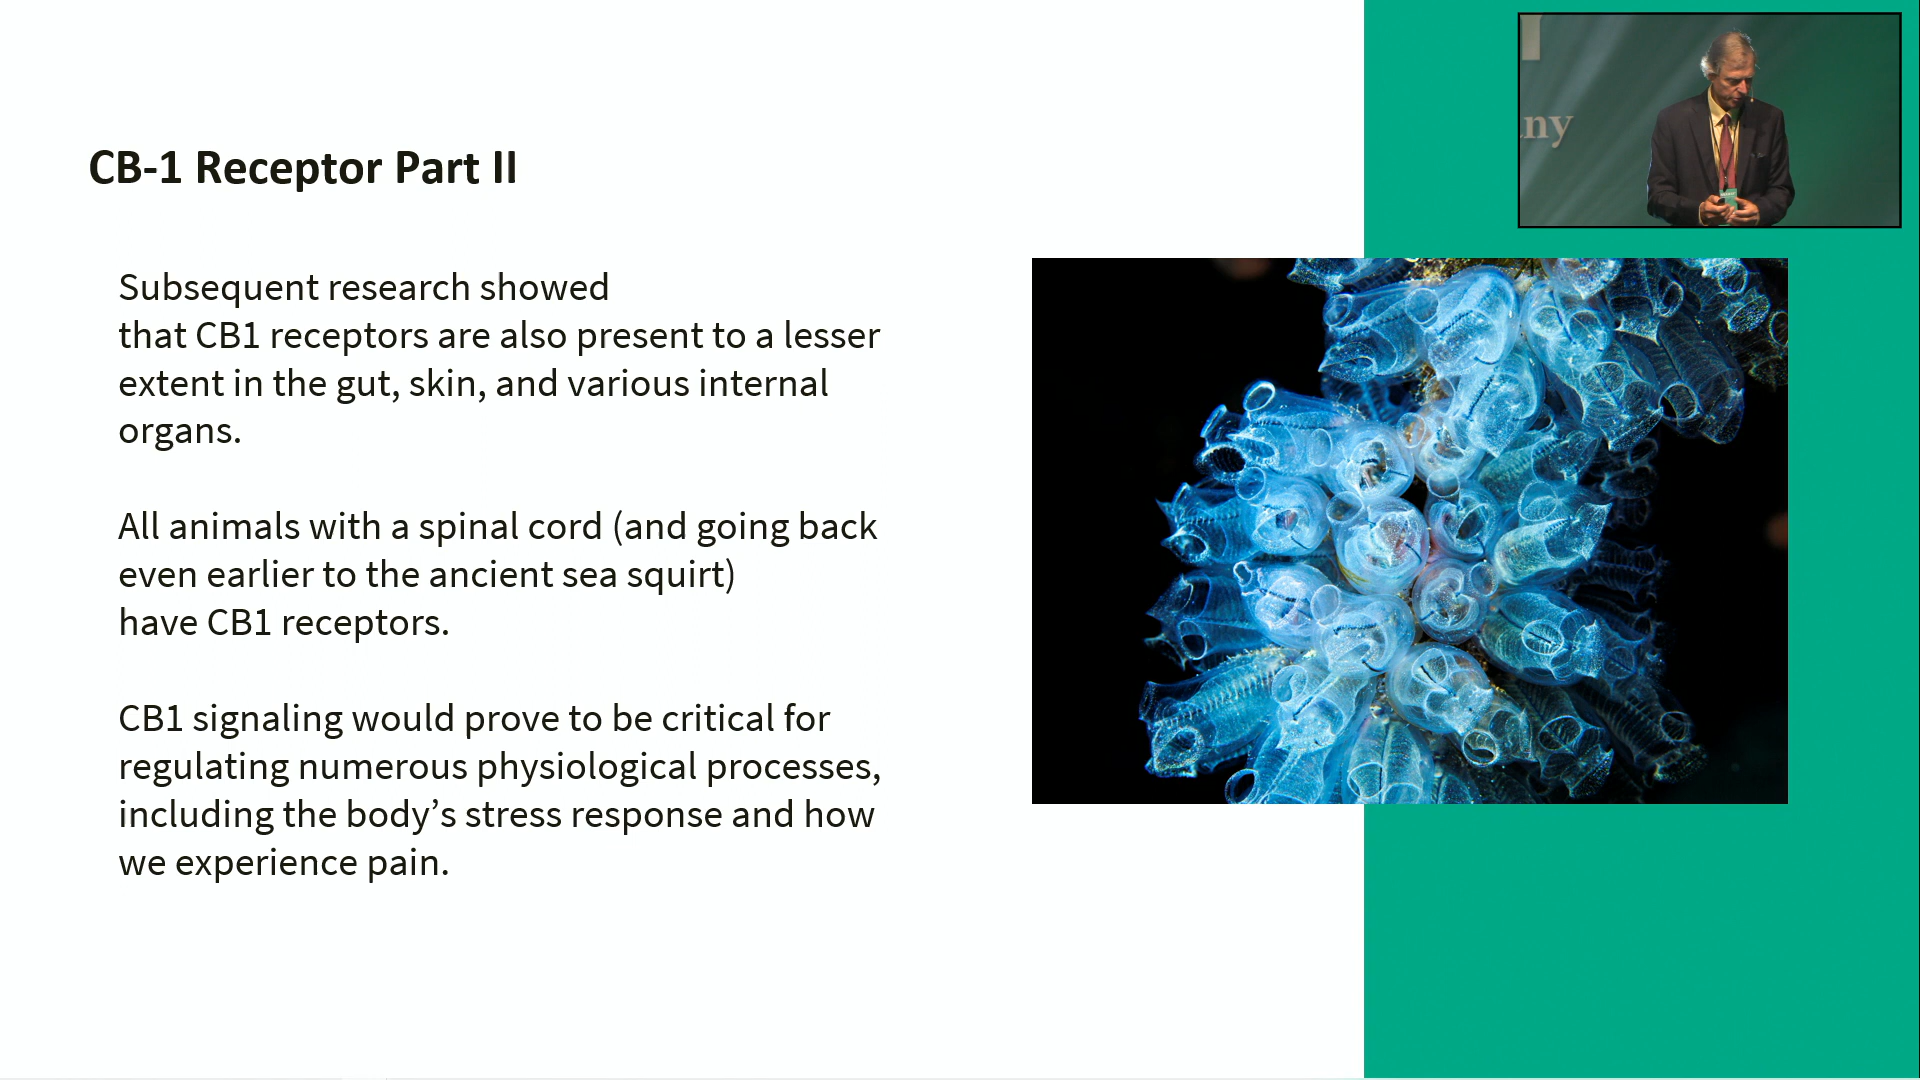 CB-1 Receptor Part II
Subsequent research showed
that CB1 receptors are also present to a lesser
extent in the gut, skin, and various internal
organs.
All animals with a spinal cord (and going back
even earlier to the ancient sea squirt)
have CB1 receptors.
CB1 signaling would prove to be critical for
regulating numerous physiological processes,
including the body’s stress response and how
we experience pain.
ny